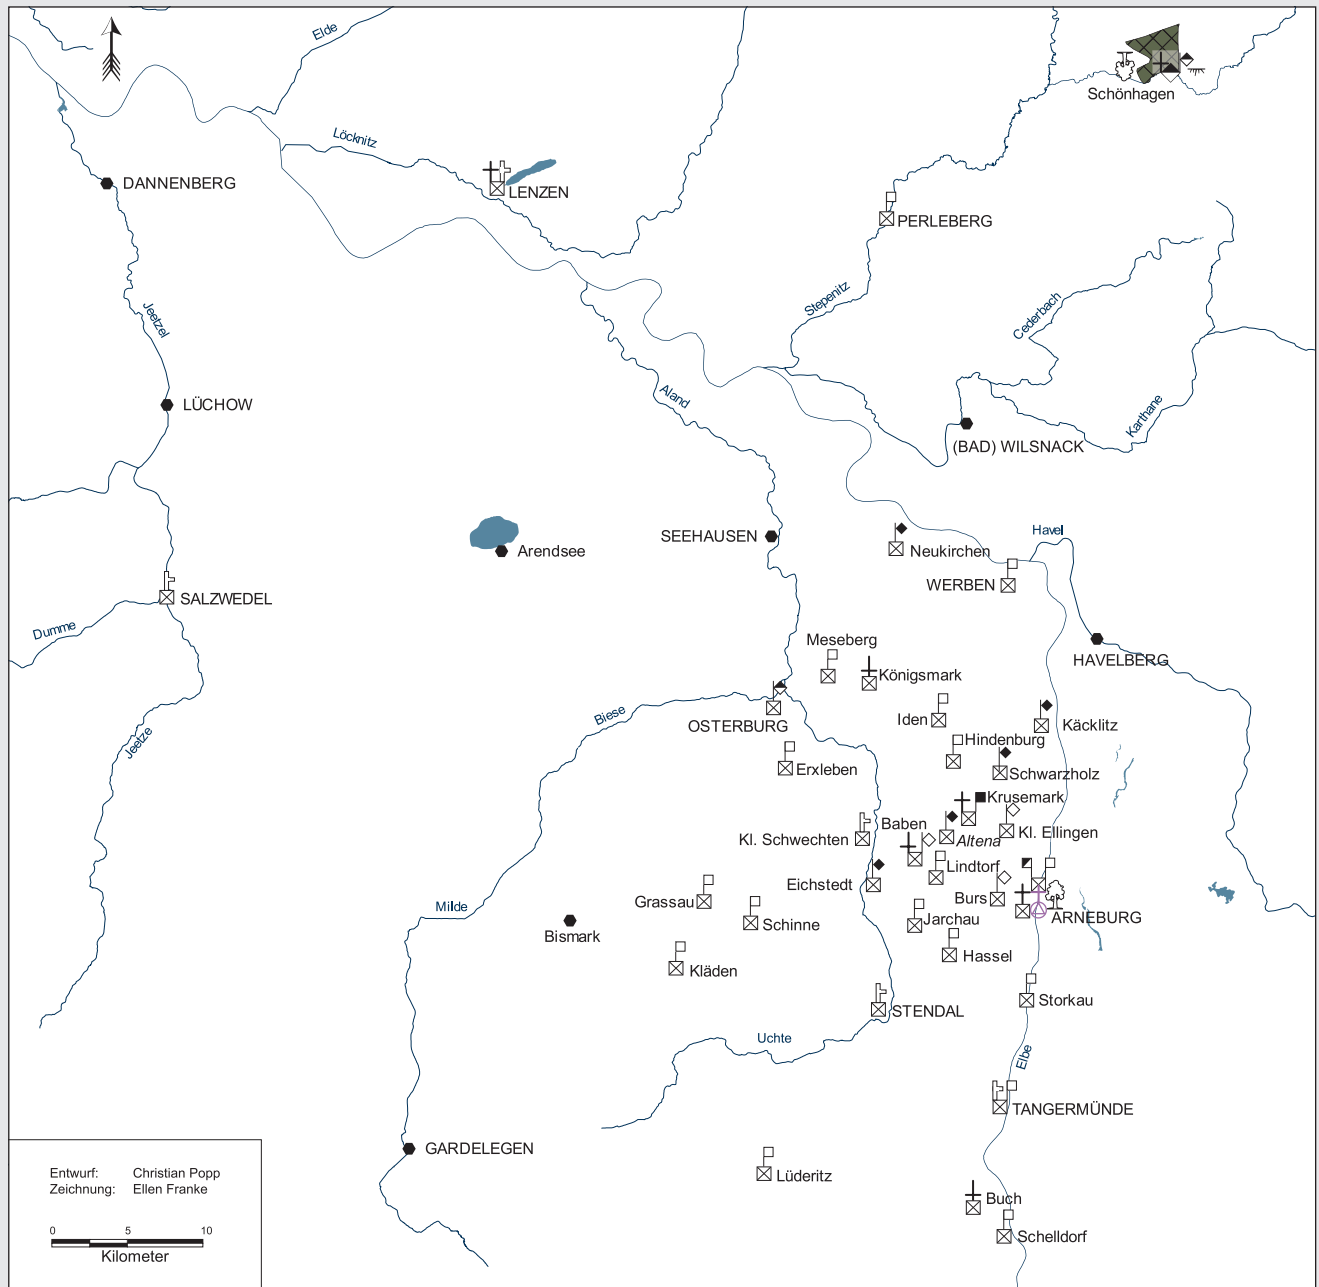 Elde
Schönhagen
Löcknitz
DANNENBERG
LENZEN
PERLEBERG
Stepenitz
Cederbach
Jeetzel
Aland
Karthane
LÜCHOW
(BAD) WILSNACK
SEEHAUSEN
Havel
Arendsee
Neukirchen
WERBEN
SALZWEDEL
Dumme
Meseberg
HAVELBERG
Königsmark
Biese
OSTERBURG
Iden
Käcklitz
Jeetze
Hindenburg
Erxleben
Schwarzholz
Krusemark
Baben
Kl. Ellingen
Kl. Schwechten
Altena
Lindtorf
Eichstedt
Burs
Grassau
Milde
ARNEBURG
Schinne
Jarchau
Bismark
Hassel
Kläden
Storkau
STENDAL
Uchte
Elbe
TANGERMÜNDE
GARDELEGEN
Lüderitz
Buch
Schelldorf
Entwurf: Christian Popp
Zeichnung: Ellen Franke
0 5 10
Kilometer